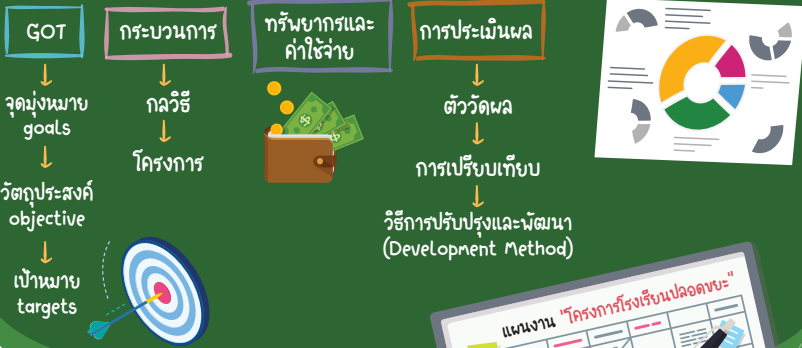 GOT
จุดมุ่งหมาย
goals
วัตถุประสงค์
objective
เป้าหมาย
targets
กระบวนการ
กลวิธี
โครงการ
ทรัพยากรและ
ค่าใช้จ่าย
การประเมินผล
ตัววัดผล
การเปรียบเทียบ
วิธีการปรับปรุงและพัฒนา
(Development Method)
แผนงาน "โครงการโรงเรียนปลอดขยะ"